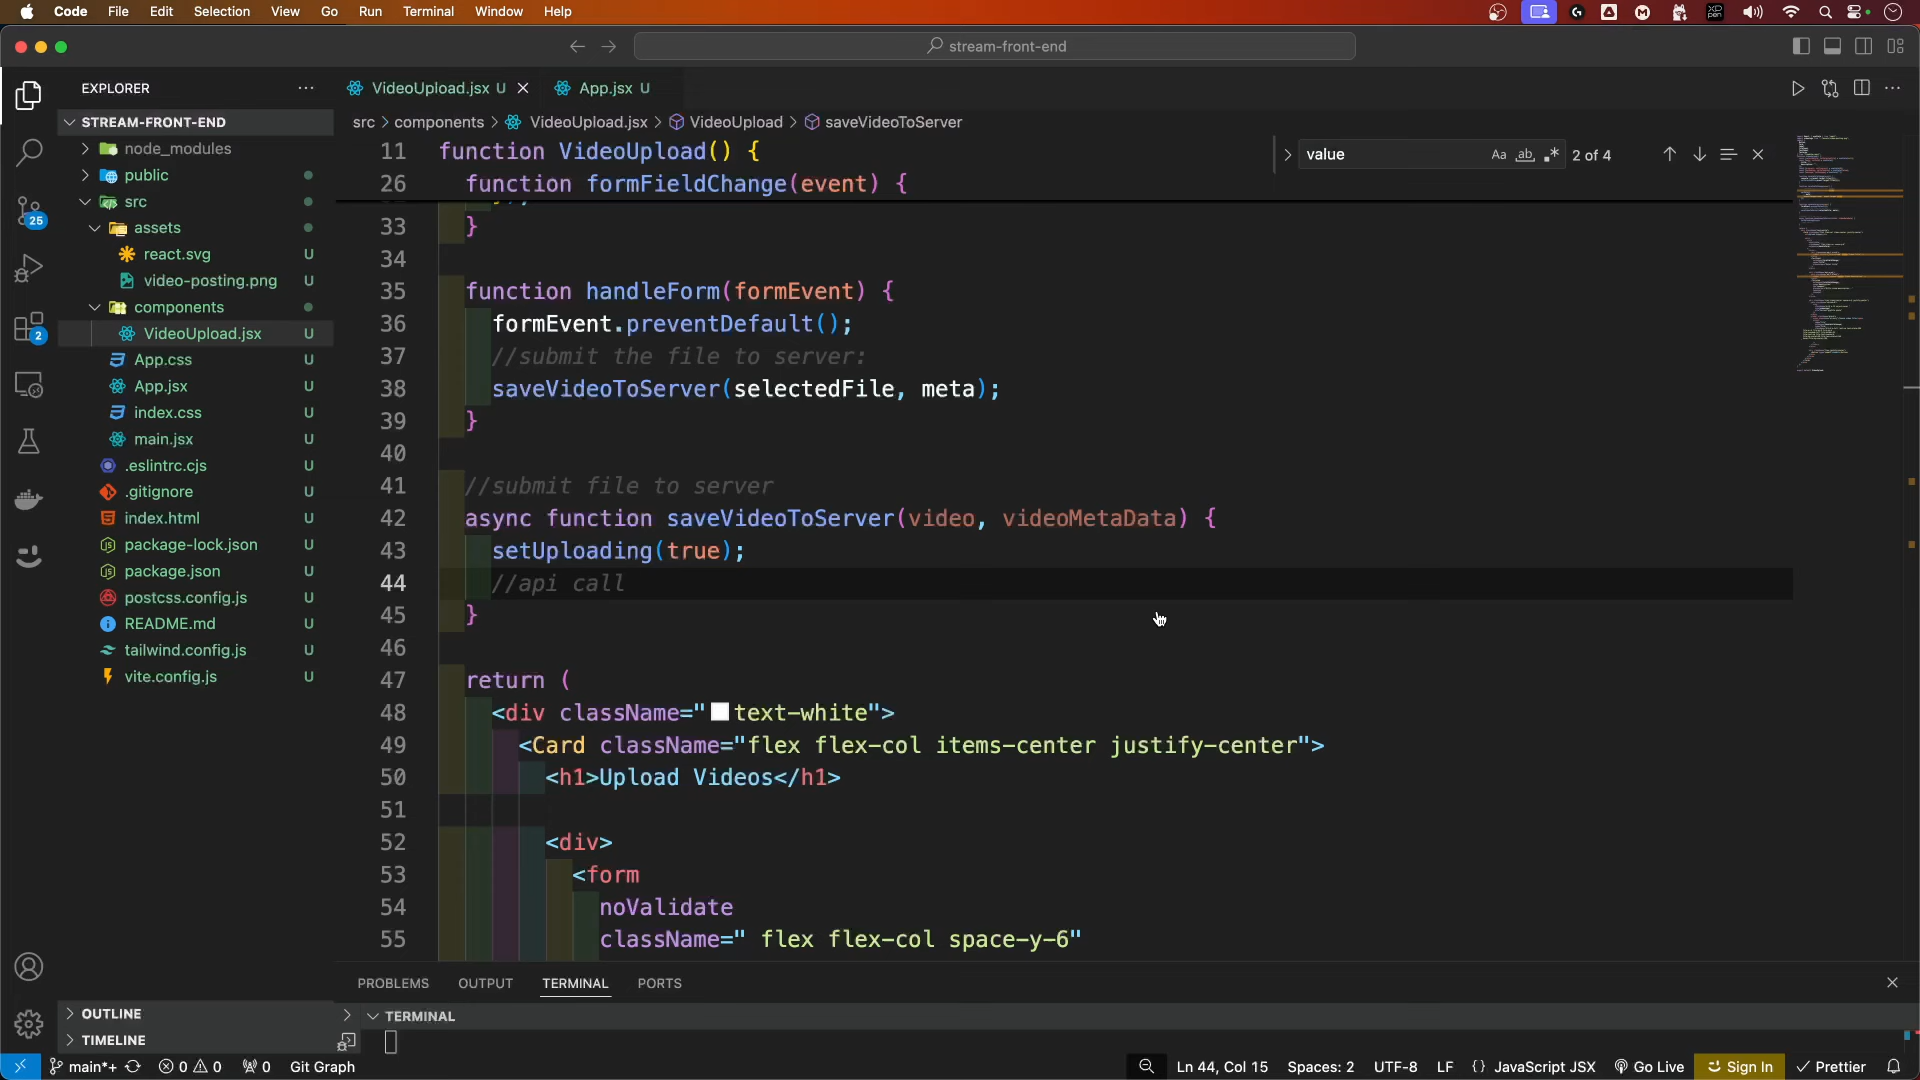 Code File Edit Selection View Go Run Terminal Window Help
stream-front-end
EXPLORER
VideoUpload.jsx U
App.jsx U
STREAM-FRONT-END
src > components > VideoUpload.jsx > VideoUpload > saveVideoToServer
node_modules
public
src
assets
react.svg U
video-posting.png U
components
VideoUpload.jsx U
App.css U
App.jsx U
index.css U
main.jsx U
.eslintrc.cjs U
.gitignore U
index.html U
package-lock.json U
package.json U
postcss.config.js U
README.md U
tailwind.config.js U
vite.config.js U
25
2
OUTLINE
TIMELINE
value Aa ab 2 of 4
11 function VideoUpload() {
26 function formFieldChange(event) {
33 }
34
35 function handleForm(formEvent) {
36 formEvent.preventDefault();
37 //submit the file to server:
38 saveVideoToServer(selectedFile, meta);
39 }
40
41 //submit file to server
42 async function saveVideoToServer(video, videoMetaData) {
43 setUploading(true);
44 //api call
45 }
46
47 return (
48 <div className="text-white">
49 <Card className="flex flex-col items-center justify-center">
50 <h1>Upload Videos</h1>
51
52 <div>
53 <form
54 noValidate
55 className=" flex flex-col space-y-6"
PROBLEMS OUTPUT TERMINAL PORTS
TERMINAL
main*+ 0 0 0 Git Graph Ln 44, Col 15 Spaces: 2 UTF-8 LF {} JavaScript JSX Go Live Sign In Prettier